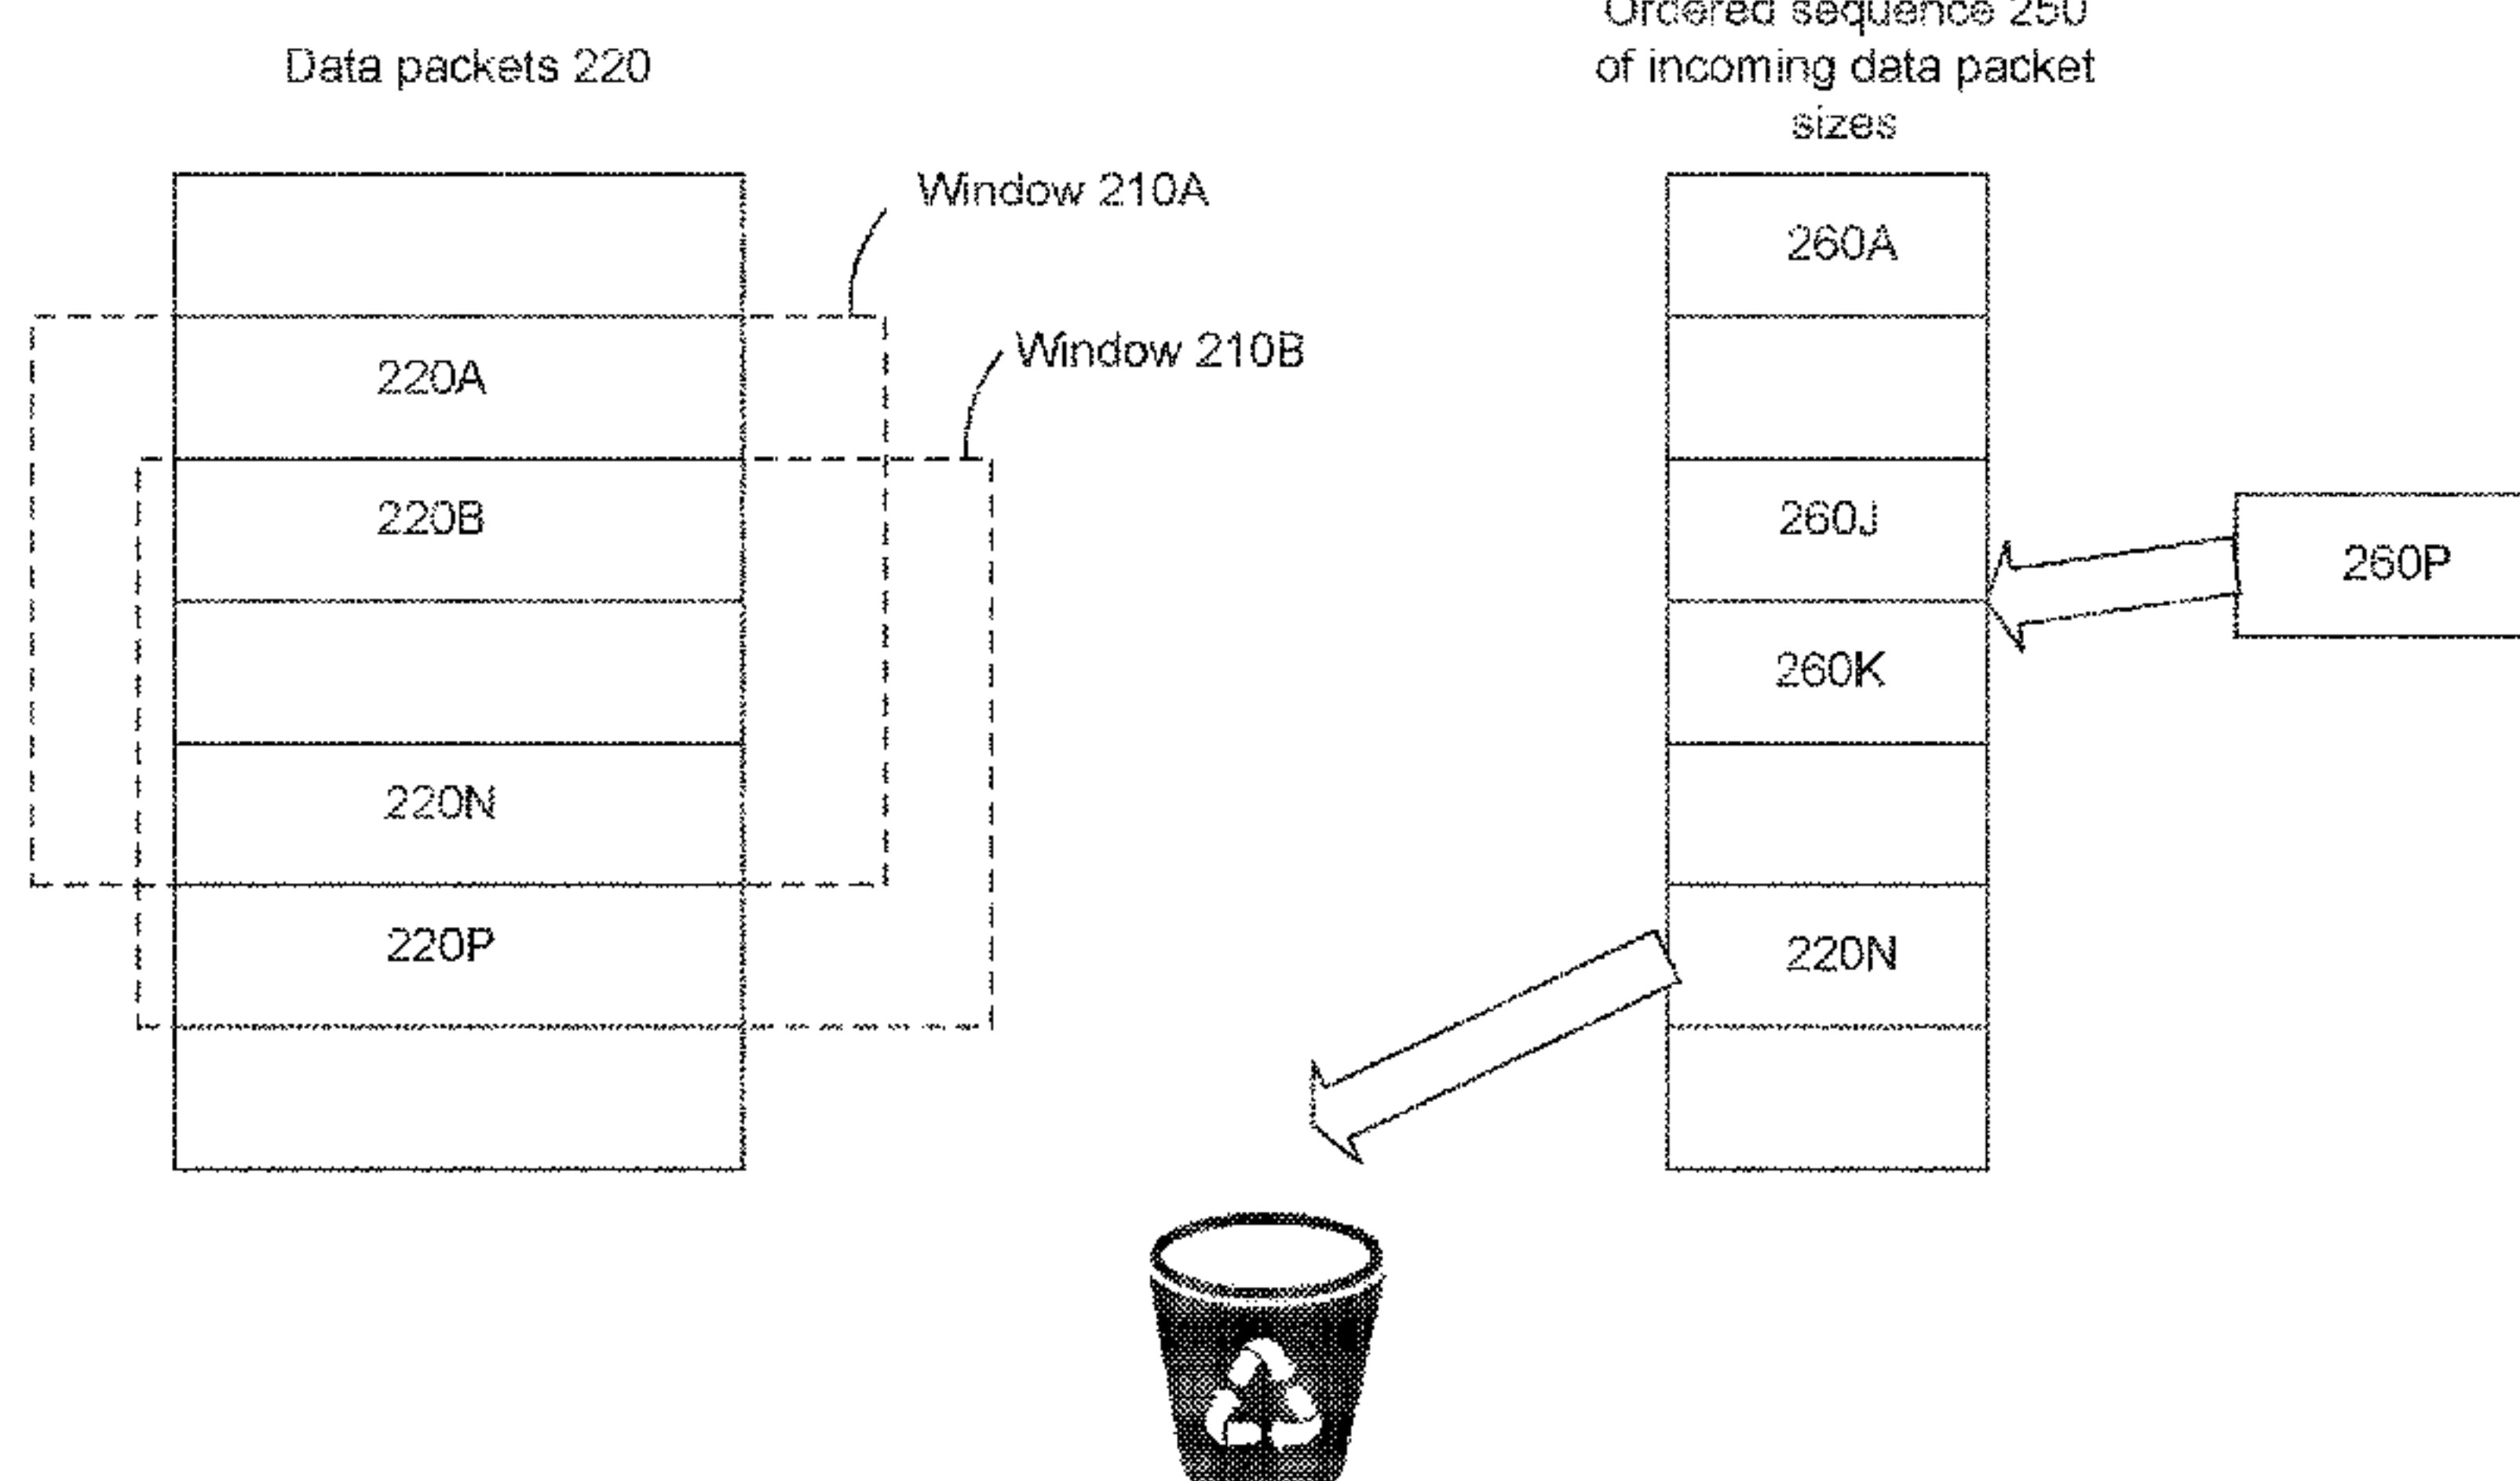 Data packets 220
Ordered sequence 250
of incoming data packet
sizes
Window 210A
Window 210B
220A
220B
220N
220P
260A
260J
260K
220N
260P